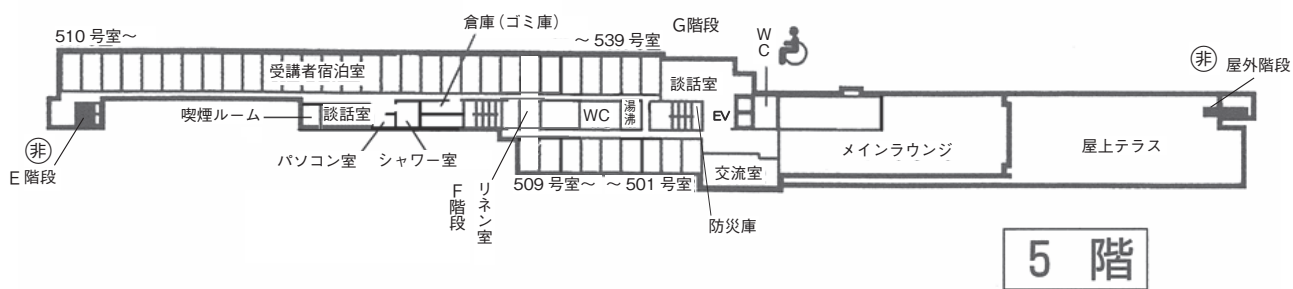 倉庫（ゴミ庫）
510 号室～
～ 539 号室
G階段
WC
非
屋外階段
受講者宿泊室
談話室
喫煙ルーム
談話室
WC
湯沸
EV
メインラウンジ
屋上テラス
非
E 階段
パソコン室
シャワー室
509 号室～
～ 501 号室
交流室
F階段
リネン室
防災庫
5 階